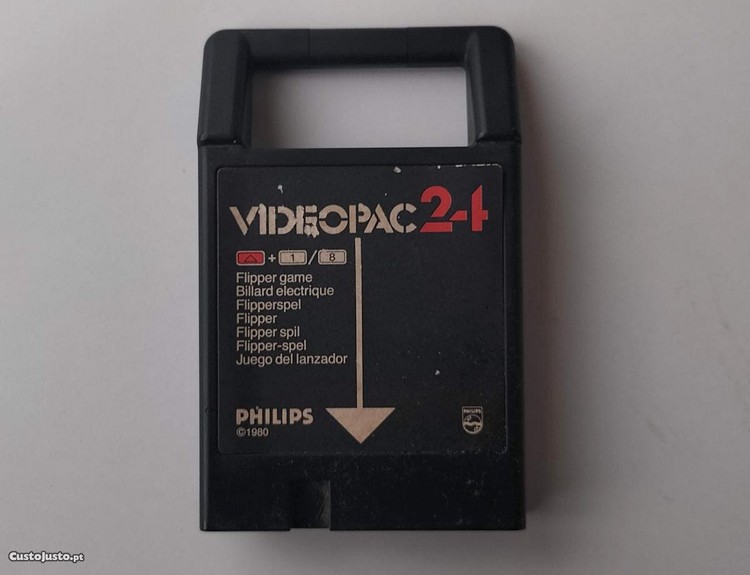 VIDEOPAC 24
+ 1 / 8
Flipper game
Billard electrique
Flipperspel
Flipper
Flipper spil
Flipper-spel
Juego del lanzador
PHILIPS
©1980
PHILIPS
CustoJusto.pt